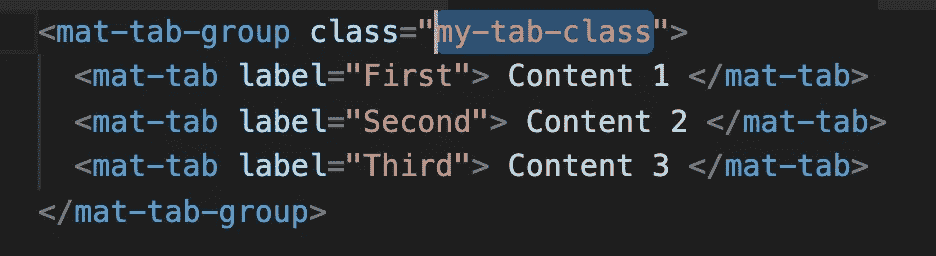 <mat-tab-group class="my-tab-class">
<mat-tab label="First"> Content 1 </mat-tab>
<mat-tab label="Second"> Content 2 </mat-tab>
<mat-tab label="Third"> Content 3 </mat-tab>
</mat-tab-group>